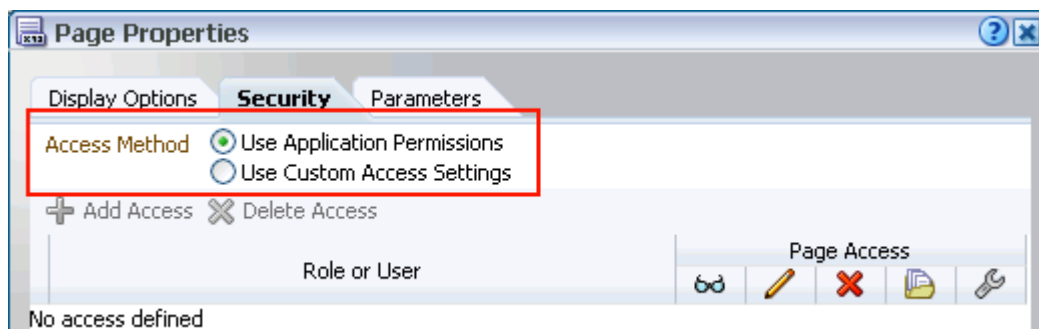 Page Properties
Display Options Security Parameters
Access Method Use Application Permissions
Use Custom Access Settings
Add Access Delete Access
Role or User
Page Access
No access defined